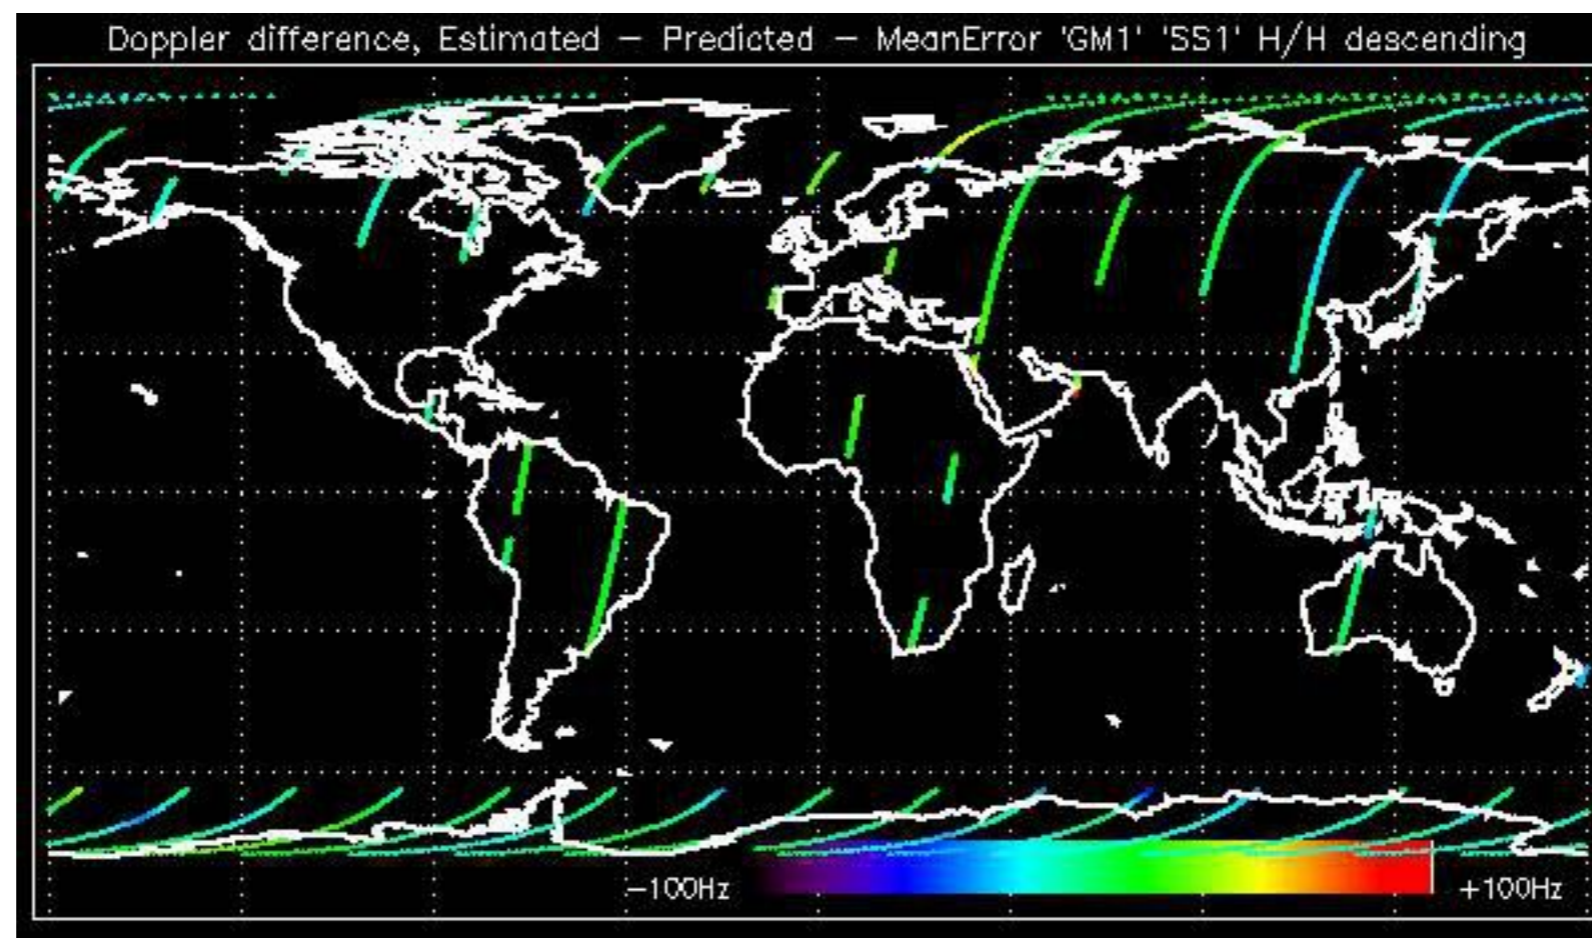 Doppler difference, Estimated − Predicted − MeanError 'GM1' 'SS1' H/H descending
−100Hz
+100Hz